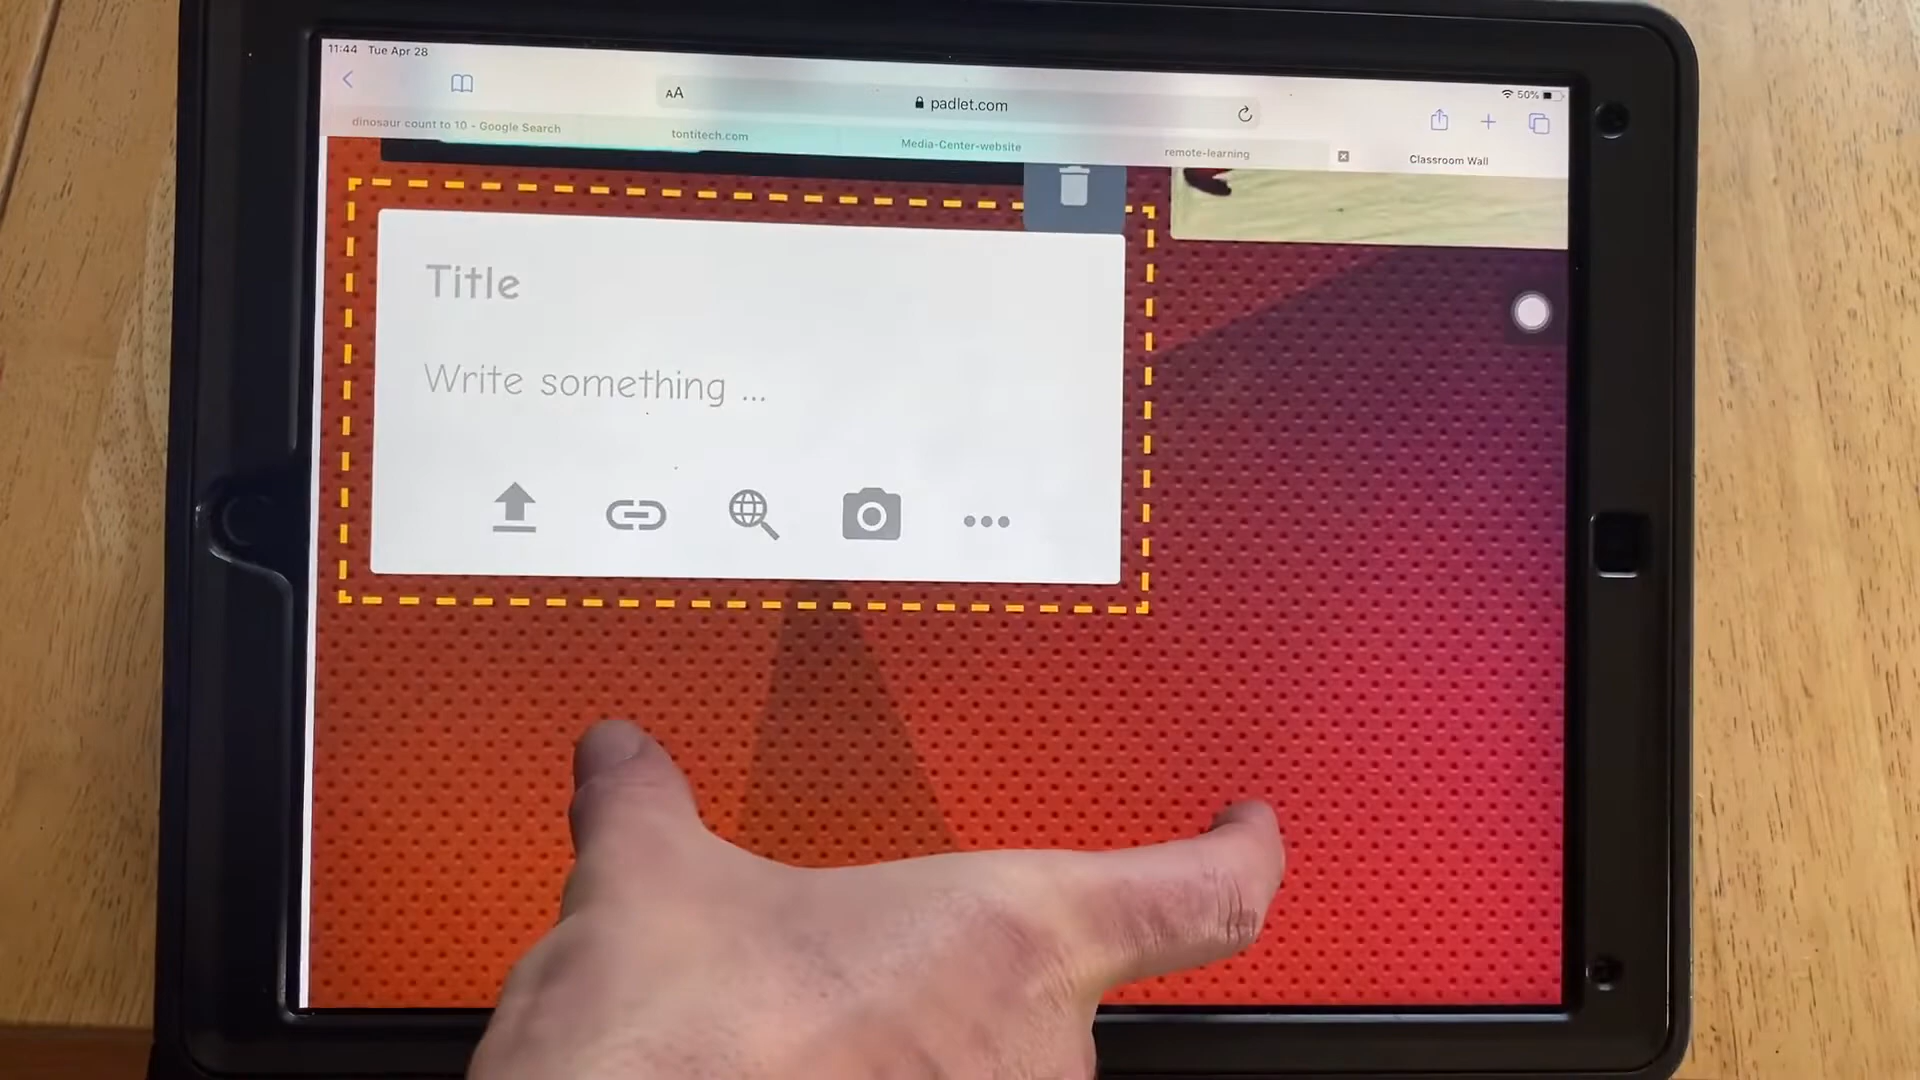 11:44 Tue Apr 28
50%
AA
padlet.com
dinosaur count to 10 - Google Search
tontitech.com
Media-Center-website
remote-learning
Classroom Wall
Title
Write something ...